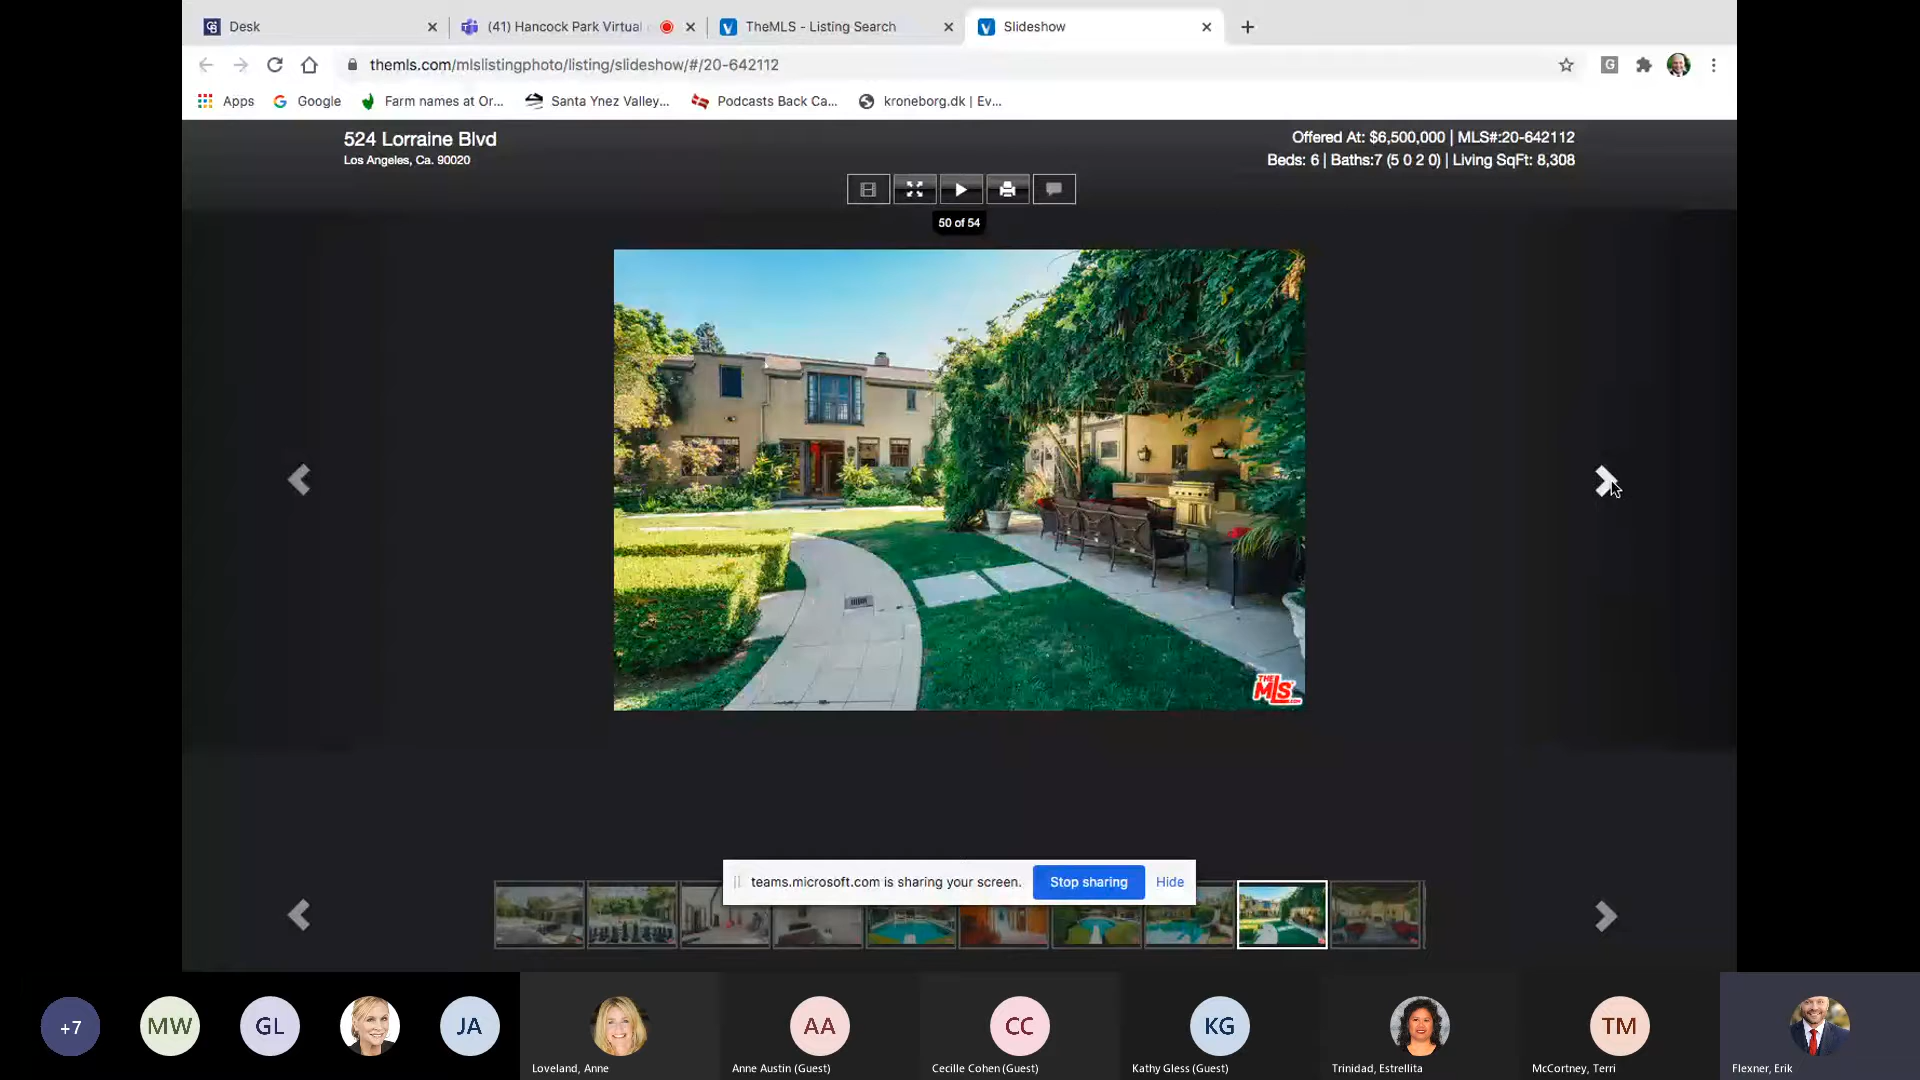 Desk
(41) Hancock Park Virtual
TheMLS - Listing Search
Slideshow
themls.com/mlslistingphoto/listing/slideshow/#/20-642112
G
Apps
Google
Farm names at Or...
Santa Ynez Valley...
Podcasts Back Ca...
kroneborg.dk | Ev...
524 Lorraine Blvd
Los Angeles, Ca. 90020
Offered At: $6,500,000 | MLS#:20-642112
Beds: 6 | Baths:7 (5 0 2 0) | Living SqFt: 8,308
50 of 54
THE
MLS
.COM
teams.microsoft.com is sharing your screen.
Stop sharing
Hide
+7
MW
GL
JA
AA
CC
KG
TM
Loveland, Anne
Anne Austin (Guest)
Cecille Cohen (Guest)
Kathy Gless (Guest)
Trinidad, Estrellita
McCortney, Terri
Flexner, Erik